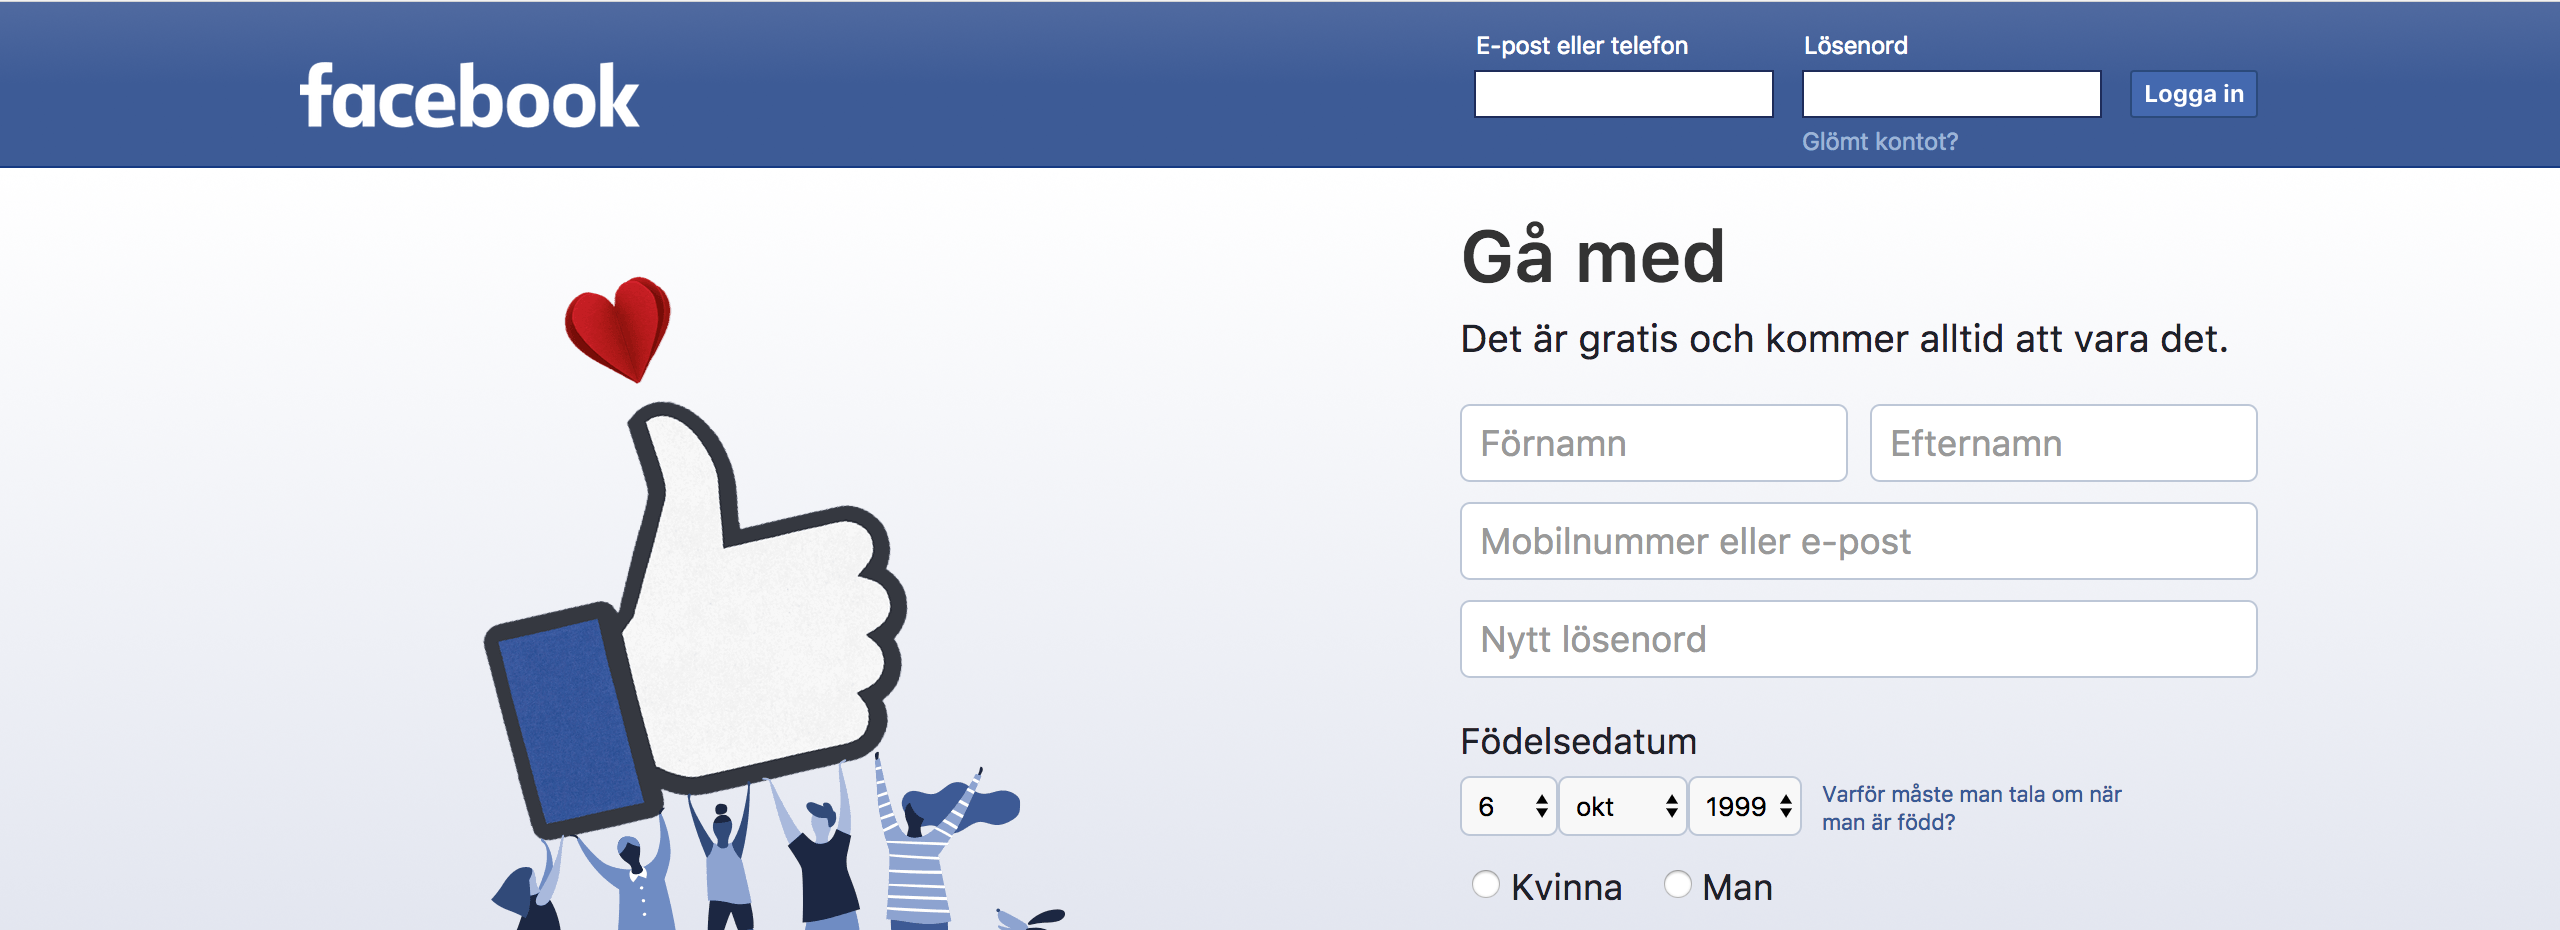 facebook
E-post eller telefon
Lösenord
Logga in
Glömt kontot?
Gå med
Det är gratis och kommer alltid att vara det.
Förnamn
Efternamn
Mobilnummer eller e-post
Nytt lösenord
Födelsedatum
6
okt
1999
Varför måste man tala om när
man är född?
Kvinna
Man